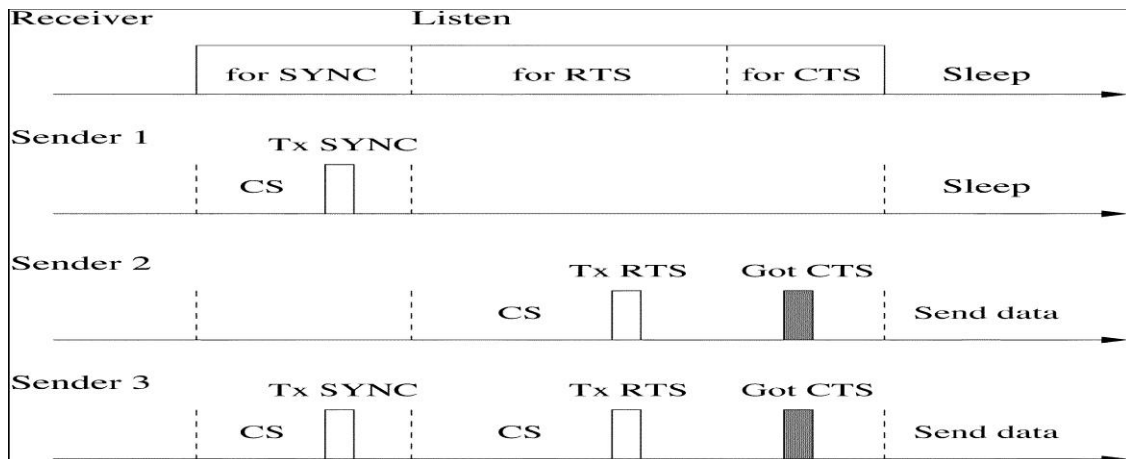 Receiver Listen
for SYNC for RTS for CTS Sleep
Sender 1
Tx SYNC
CS Sleep
Sender 2
Tx RTS Got CTS
CS Send data
Sender 3
Tx SYNC Tx RTS Got CTS
CS CS Send data